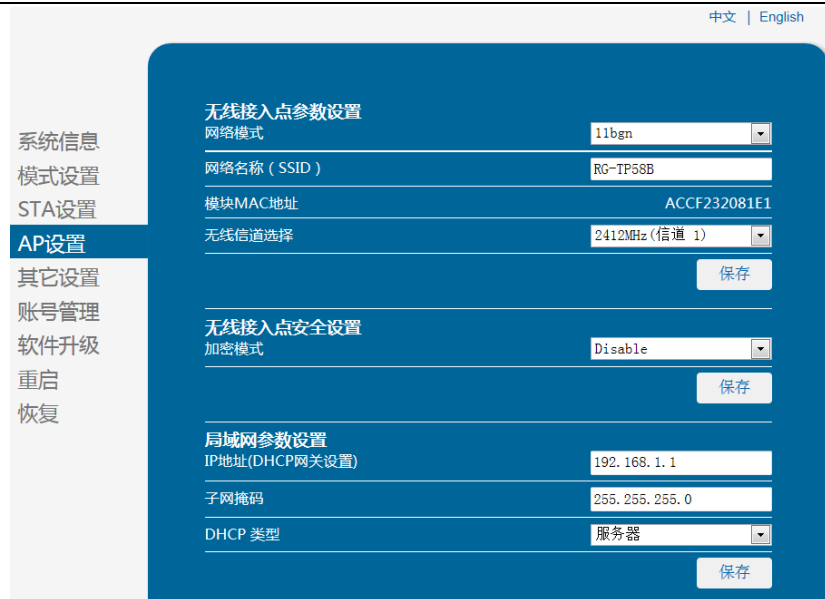 中文 | English
系统信息
模式设置
STA设置
AP设置
其它设置
账号管理
软件升级
重启
恢复
无线接入点参数设置
网络模式 11bgn
网络名称（SSID） RG-TP58B
模块MAC地址 ACCF232081E1
无线信道选择 2412MHz(信道 1)
保存
无线接入点安全设置
加密模式 Disable
保存
局域网参数设置
IP地址(DHCP网关设置) 192.168.1.1
子网掩码 255.255.255.0
DHCP 类型 服务器
保存